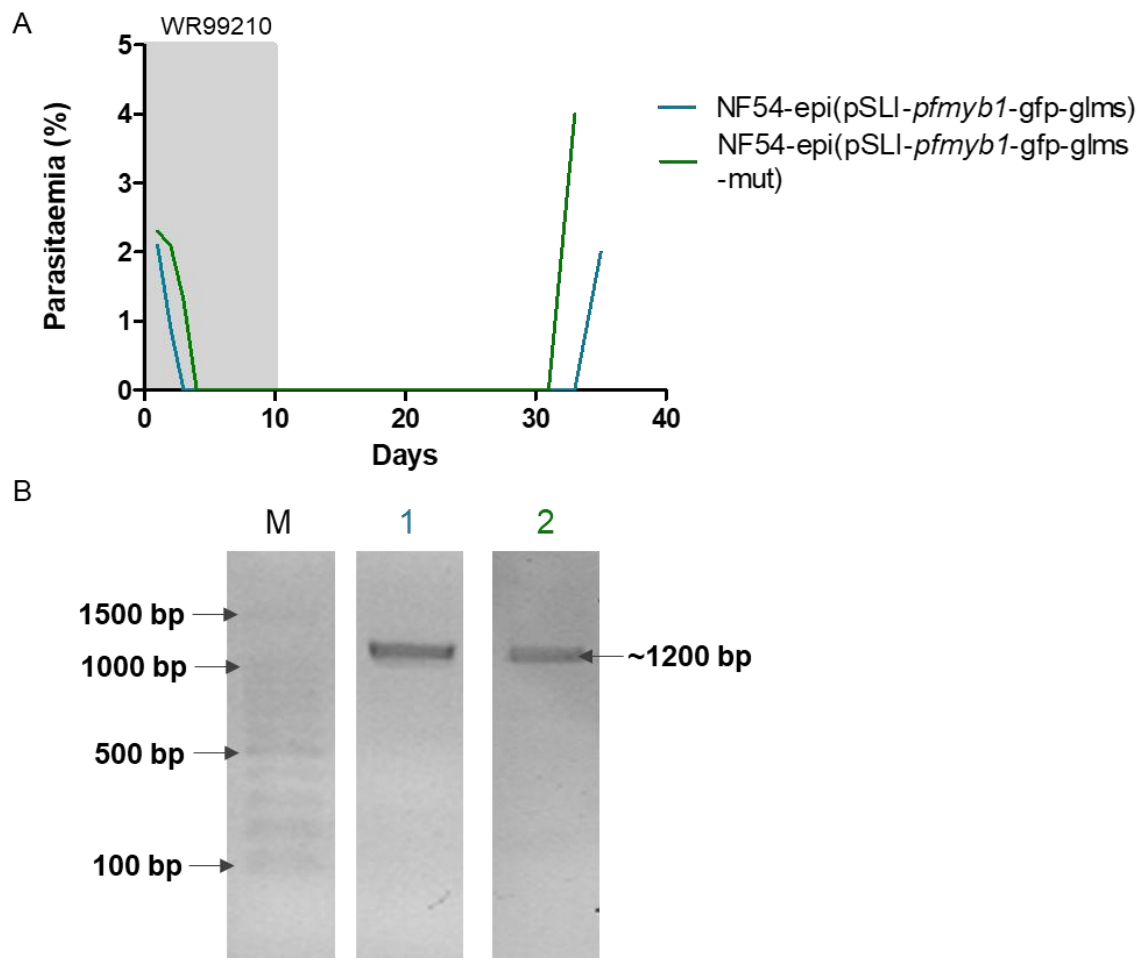 A
WR99210
5
4
3
2
1
0
Parasitaemia (%)
0 10 20 30 40
Days
NF54-epi(pSLI-pfmyb1-gfp-glms)
NF54-epi(pSLI-pfmyb1-gfp-glms
-mut)
B
M 1 2
1500 bp
1000 bp
500 bp
100 bp
~1200 bp